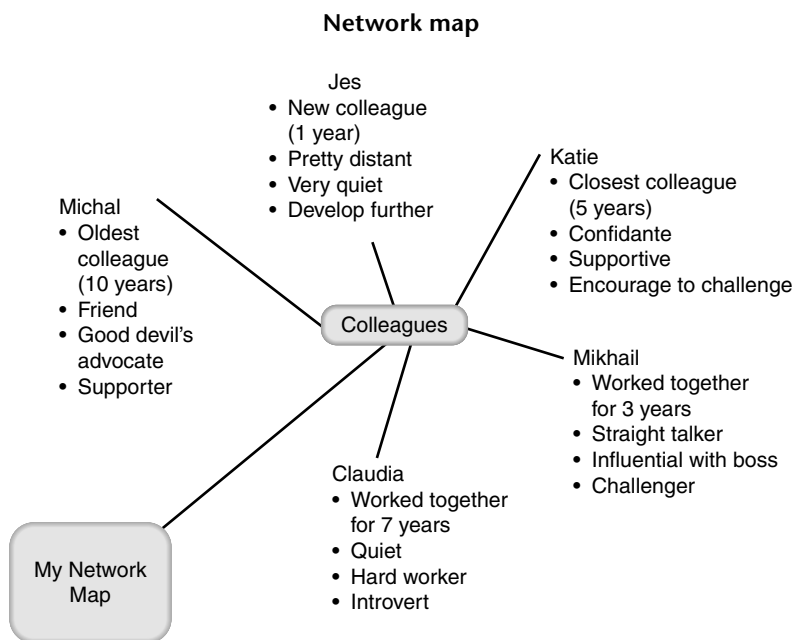 Network map
Jes
• New colleague
(1 year)
• Pretty distant
• Very quiet
• Develop further
Katie
• Closest colleague
(5 years)
• Confidante
• Supportive
• Encourage to challenge
Michal
• Oldest
colleague
(10 years)
• Friend
• Good devil's
advocate
• Supporter
Colleagues
Mikhail
• Worked together
for 3 years
• Straight talker
• Influential with boss
• Challenger
Claudia
• Worked together
for 7 years
• Quiet
• Hard worker
• Introvert
My Network
Map